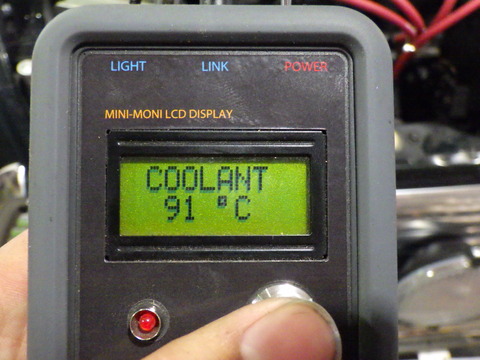 LIGHT LINK POWER
MINI-MONI LCD DISPLAY
COOLANT
91 °C